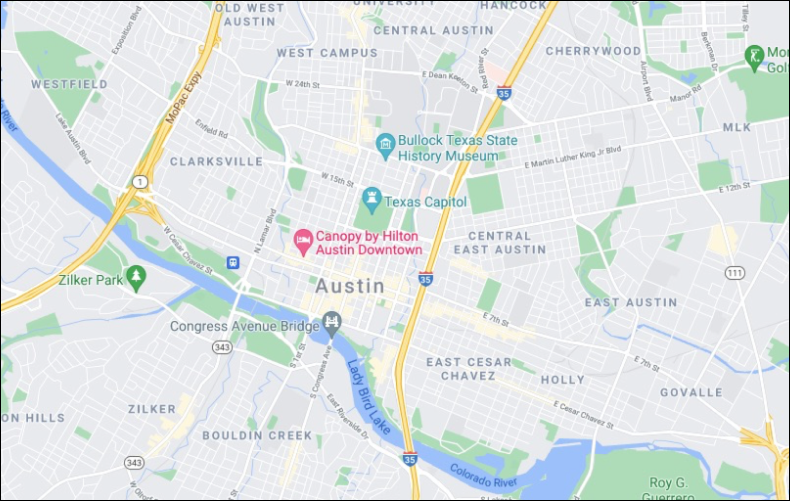 UNIVERSITY
HANCOCK
OLD WEST
AUSTIN
CENTRAL AUSTIN
Tilley St
Exposition Blvd
WEST CAMPUS
Red River St
CHERRYWOOD
Berkman Dr
Mor
Golf
E Dean Keeton St
Airport Blvd
WESTFIELD
W 24th St
MoPac Expy
35
Manor Rd
Lake Austin Blvd
Enfield Rd
MLK
Bullock Texas State
History Museum
CLARKSVILLE
E Martin Luther King Jr Blvd
W 15th St
1
E 12th St
Texas Capitol
N Lamar Blvd
Canopy by Hilton
Austin Downtown
CENTRAL
EAST AUSTIN
W Cesar Chavez St
111
35
Zilker Park
Austin
EAST AUSTIN
E 7th St
Congress Avenue Bridge
343
S 1st St
S Congress Ave
E 7th St
EAST CESAR
CHAVEZ
Lady Bird Lake
HOLLY
GOVALLE
ZILKER
East Riverside Dr
E Cesar Chavez St
ON HILLS
BOULDIN CREEK
343
35
Colorado River
Roy G.
Guerrero